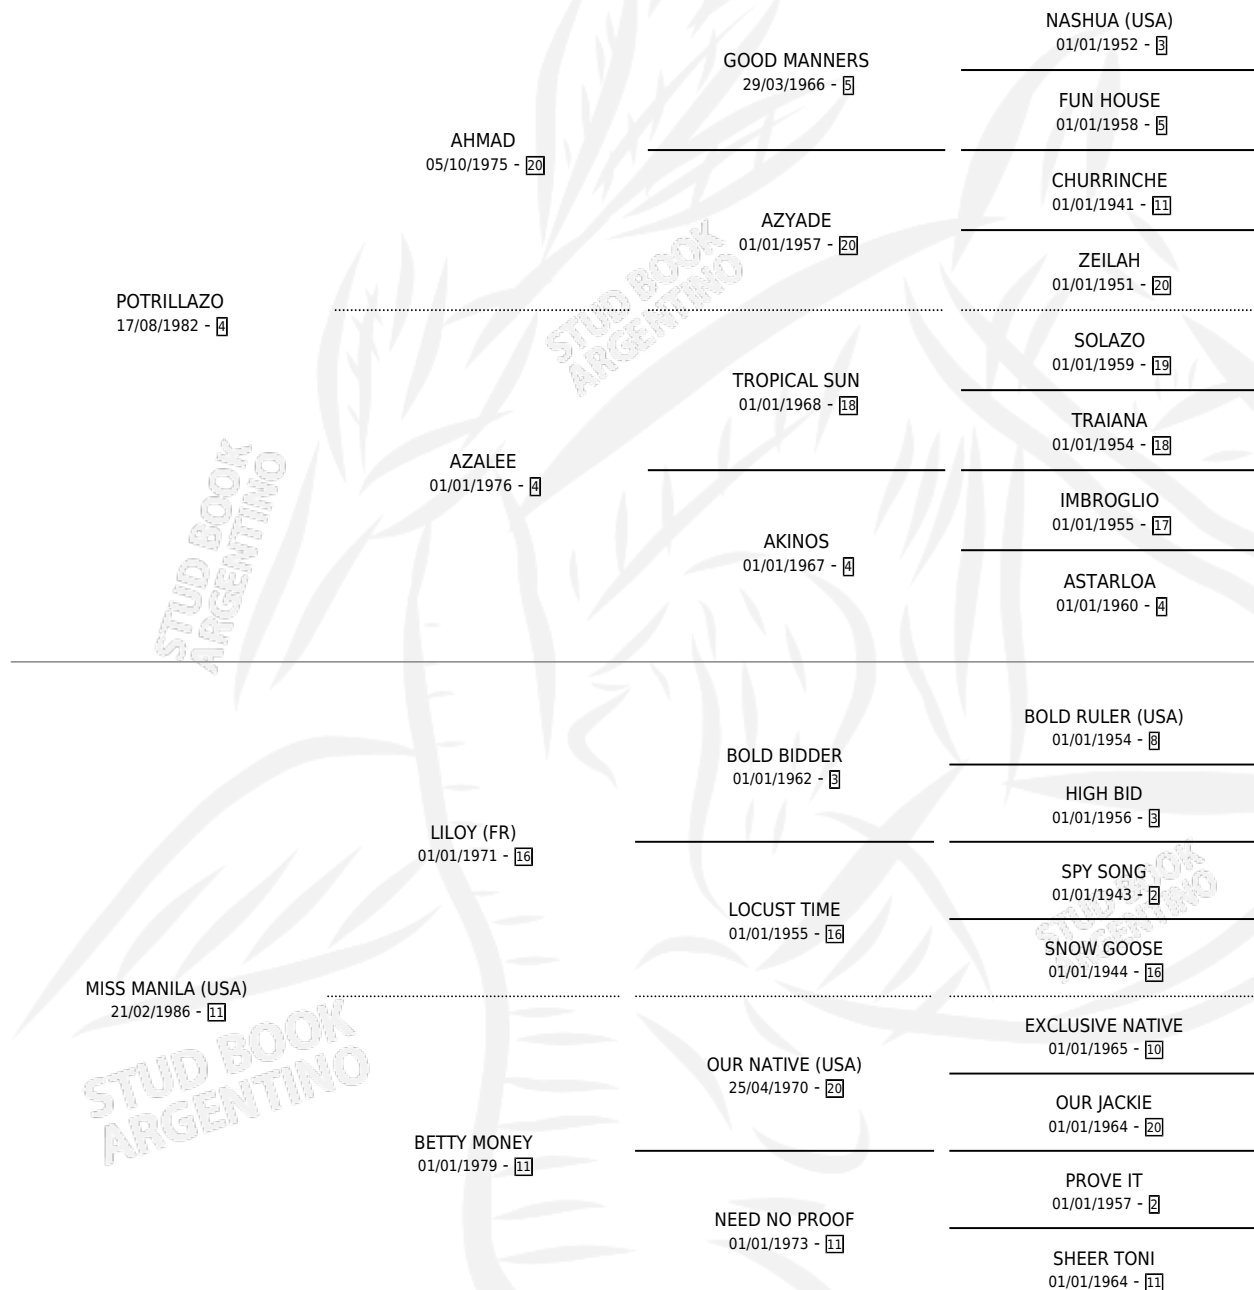 NASHUA (USA)
01/01/1952 - 3
GOOD MANNERS
29/03/1966 - 5
FUN HOUSE
01/01/1958 - 5
AHMAD
05/10/1975 - 20
CHURRINCHE
01/01/1941 - 11
AZYADE
01/01/1957 - 20
ZEILAH
01/01/1951 - 20
POTRILLAZO
17/08/1982 - 4
STUD BOOK
ARGENTINO
SOLAZO
01/01/1959 - 19
TROPICAL SUN
01/01/1968 - 18
TRAIANA
01/01/1954 - 18
AZALEE
01/01/1976 - 4
IMBROGLIO
01/01/1955 - 17
AKINOS
01/01/1967 - 4
ASTARLOA
01/01/1960 - 4
STUD BOOK
ARGENTINO
BOLD RULER (USA)
01/01/1954 - 8
BOLD BIDDER
01/01/1962 - 3
HIGH BID
01/01/1956 - 3
LILOY (FR)
01/01/1971 - 16
SPY SONG
01/01/1943 - 2
LOCUST TIME
01/01/1955 - 16
STUD BOOK
ARGENTINO
SNOW GOOSE
01/01/1944 - 16
MISS MANILA (USA)
21/02/1986 - 11
STUD BOOK
ARGENTINO
EXCLUSIVE NATIVE
01/01/1965 - 10
OUR NATIVE (USA)
25/04/1970 - 20
OUR JACKIE
01/01/1964 - 20
BETTY MONEY
01/01/1979 - 11
PROVE IT
01/01/1957 - 2
NEED NO PROOF
01/01/1973 - 11
SHEER TONI
01/01/1964 - 11